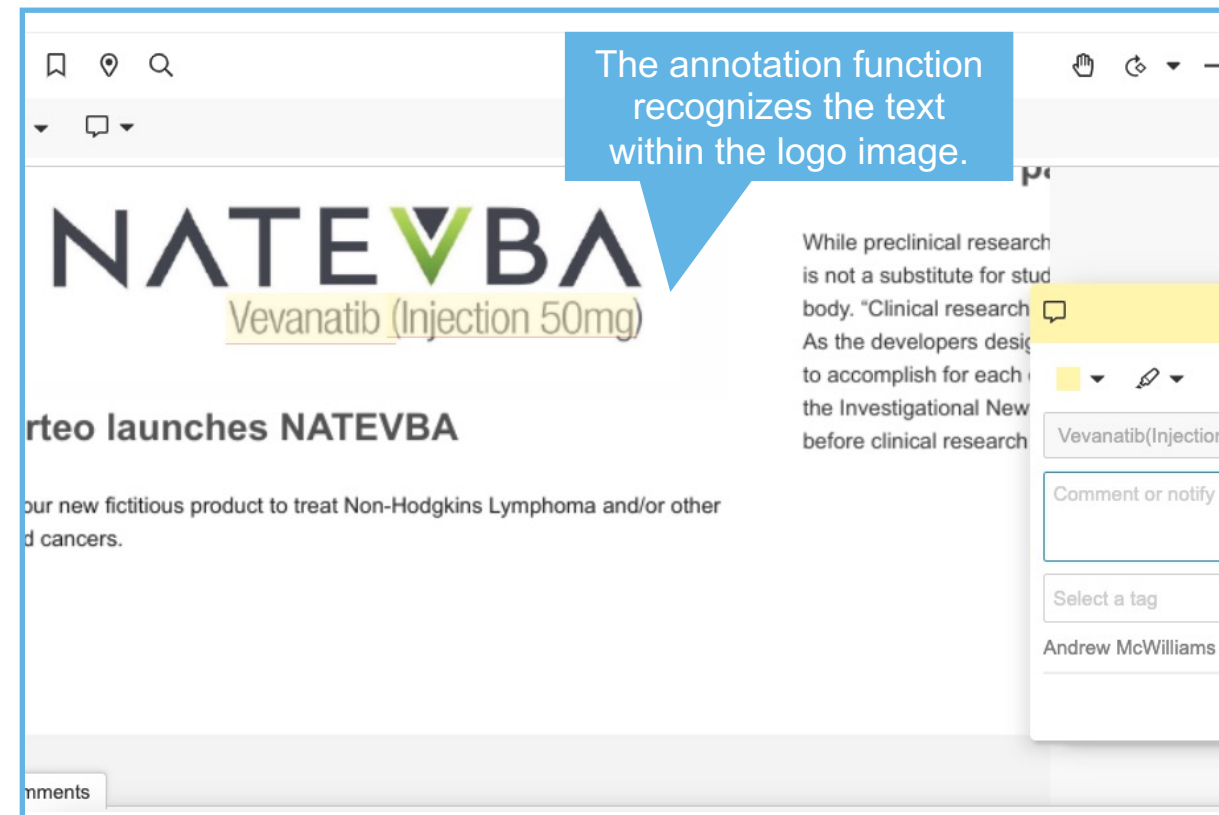 The annotation function
recognizes the text
within the logo image.
NATEVBA
Vevanatib (Injection 50mg)
rteo launches NATEVBA
our new fictitious product to treat Non-Hodgkins Lymphoma and/or other
d cancers.
While preclinical research
is not a substitute for stud
body. “Clinical research
As the developers desig
to accomplish for each
the Investigational New
before clinical research
Vevanatib(Injection
Comment or notify
Select a tag
Andrew McWilliams
mments